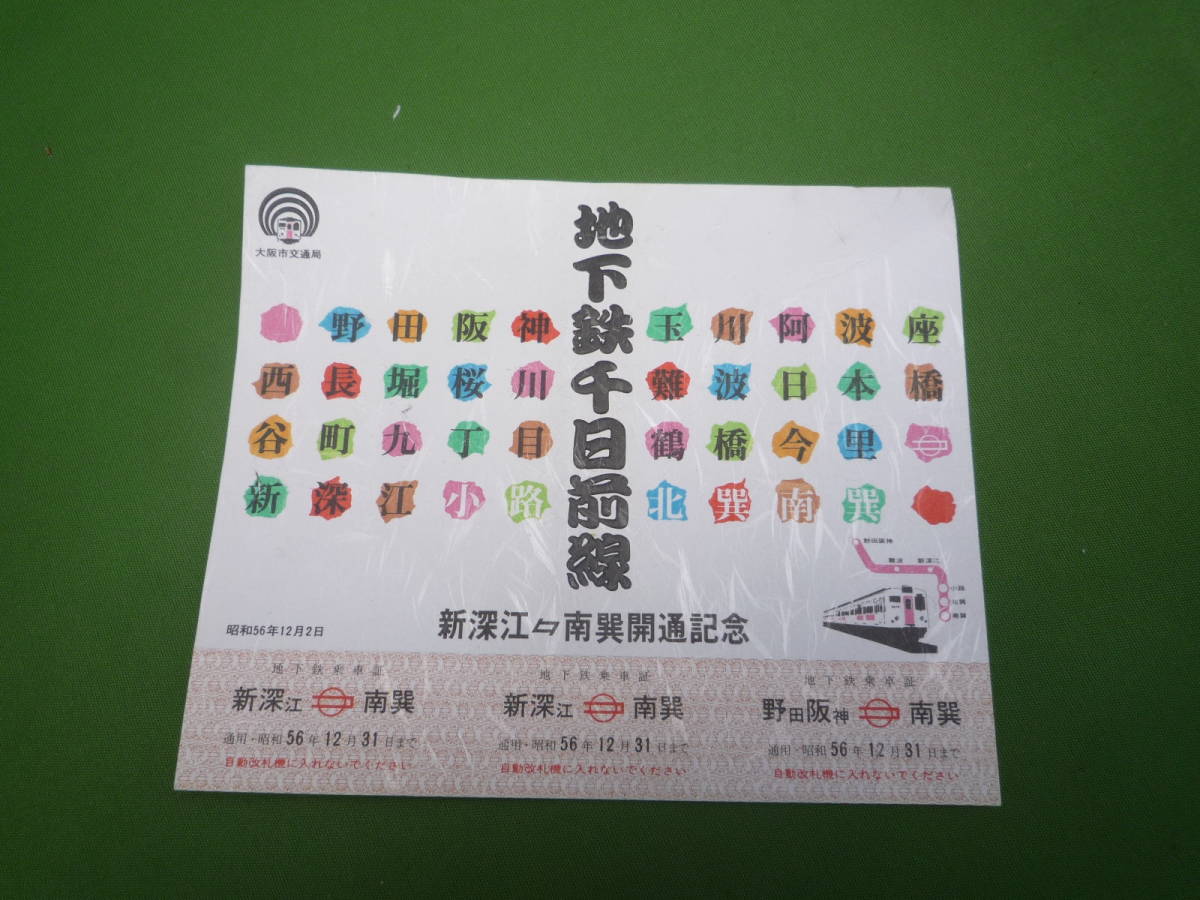 大阪市交通局
地下鉄千日前線
野田阪神 玉川阿波座
西長堀桜川 難波日本橋
谷町九丁目 鶴橋今里
新深江小路 北巽南巽
野田阪神
難波
新深江
小路
北巽
南巽
新深江⇆南巽開通記念
昭和56年12月2日
地下鉄乗車証
新深江 南巽
通用・昭和56年12月31日まで
自動改札機に入れないでください
地下鉄乗車証
新深江 南巽
通用・昭和56年12月31日まで
自動改札機に入れないでください
地下鉄乗車証
野田阪神 南巽
通用・昭和56年12月31日まで
自動改札機に入れないでください